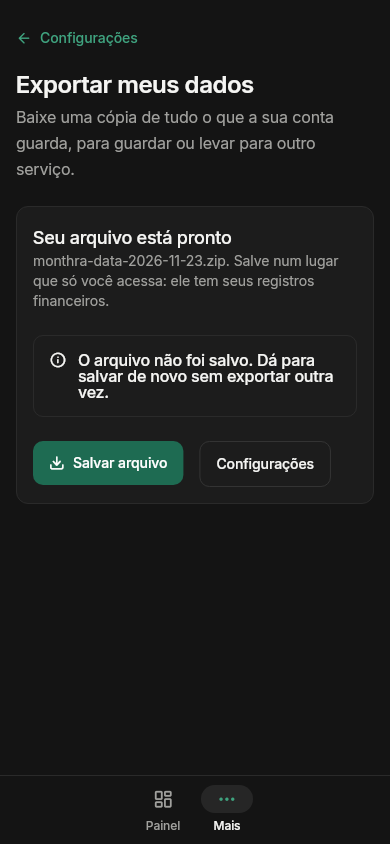 Configurações
Exportar meus dados
Baixe uma cópia de tudo o que a sua conta
guarda, para guardar ou levar para outro
serviço.
Seu arquivo está pronto
monthra-data-2026-11-23.zip. Salve num lugar
que só você acessa: ele tem seus registros
financeiros.
O arquivo não foi salvo. Dá para
salvar de novo sem exportar outra
vez.
Salvar arquivo
Configurações
Painel
Mais